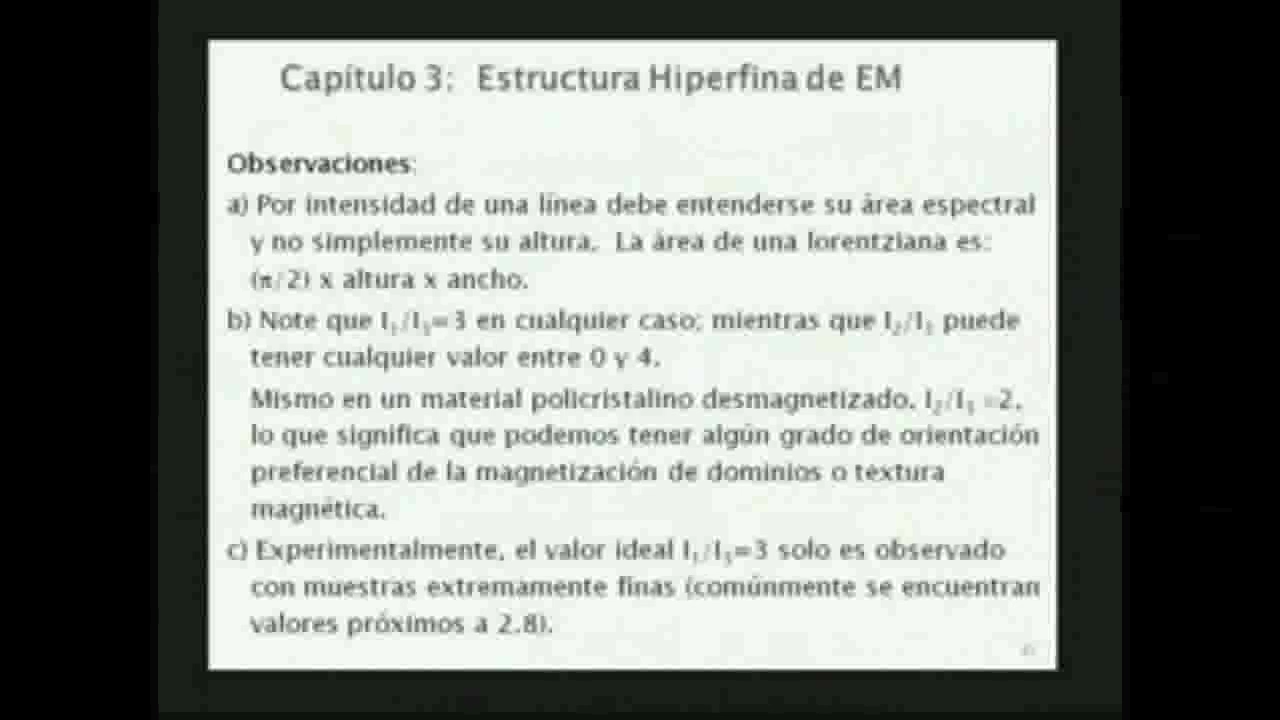 Capítulo 3: Estructura Hiperfina de EM
Observaciones:
a) Por intensidad de una línea debe entenderse su área espectral
y no simplemente su altura. La área de una lorentziana es:
(π/2) x altura x ancho.
b) Note que I₁/I₃=3 en cualquier caso; mientras que I₂/I₃ puede
tener cualquier valor entre 0 y 4.
Mismo en un material policristalino desmagnetizado, I₂/I₃ =2,
lo que significa que podemos tener algún grado de orientación
preferencial de la magnetización de dominios o textura
magnética.
c) Experimentalmente, el valor ideal I₁/I₃=3 solo es observado
con muestras extremamente finas (comúnmente se encuentran
valores próximos a 2.8).